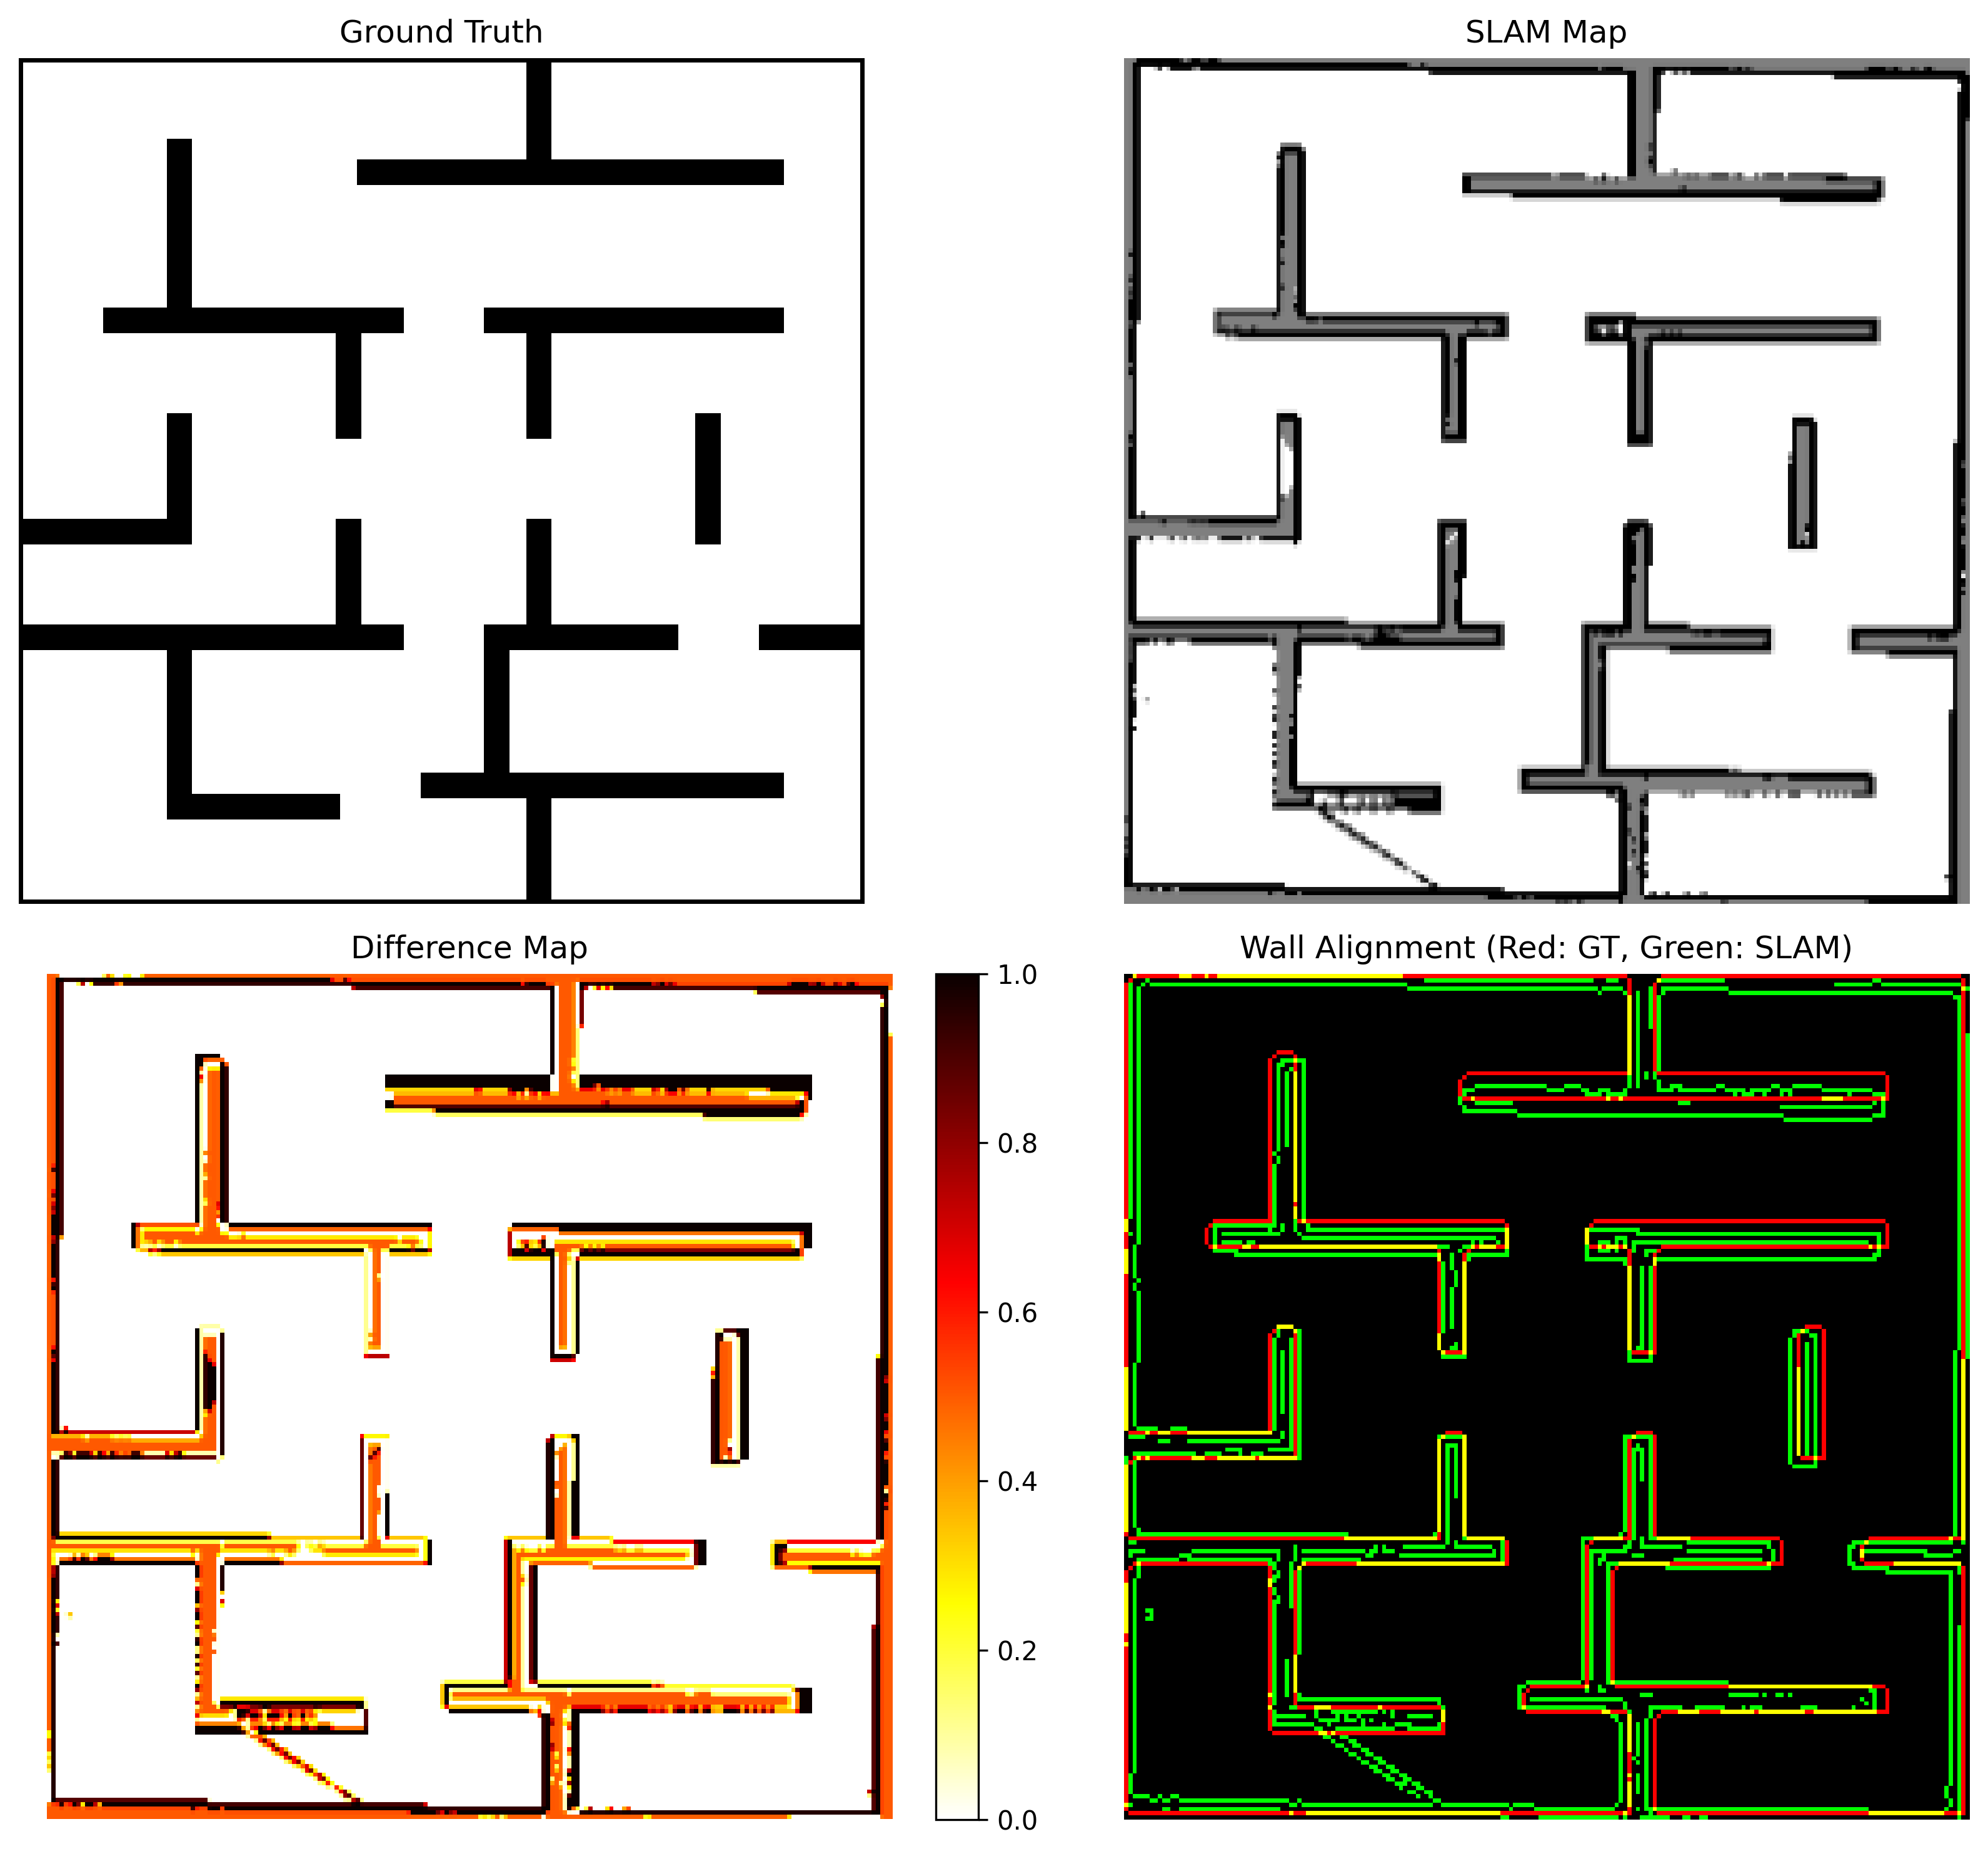 Ground Truth
SLAM Map
Difference Map
1.0
0.8
0.6
0.4
0.2
0.0
Wall Alignment (Red: GT, Green: SLAM)